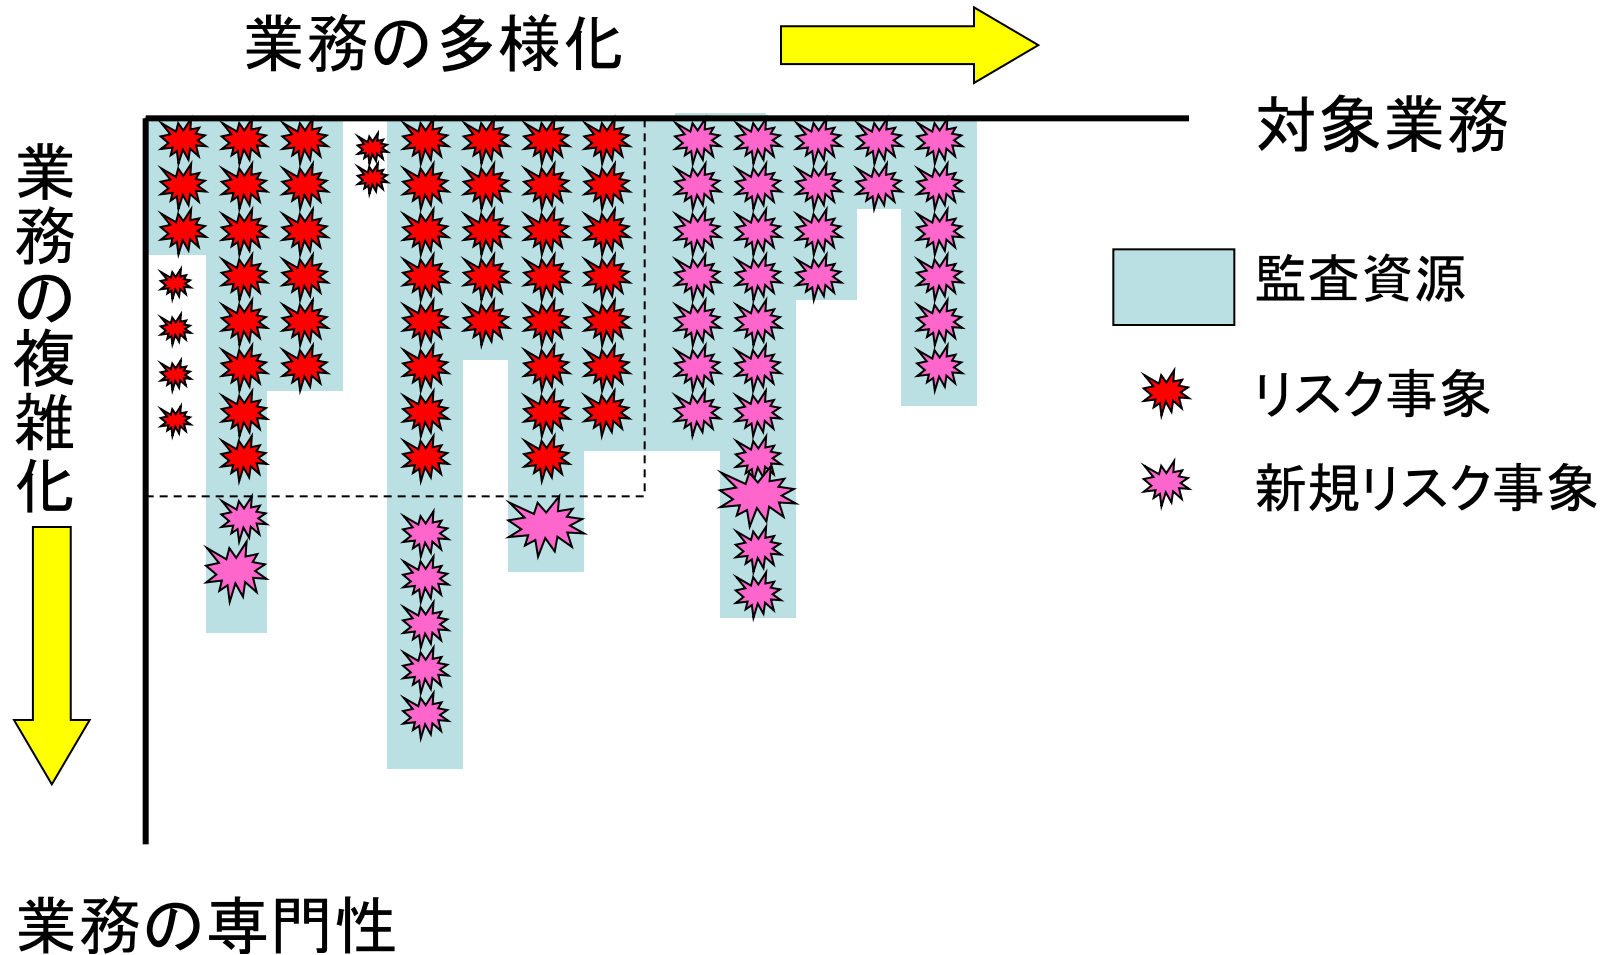 業務の多様化
対象業務
業務の複雑化
監査資源
リスク事象
新規リスク事象
業務の専門性